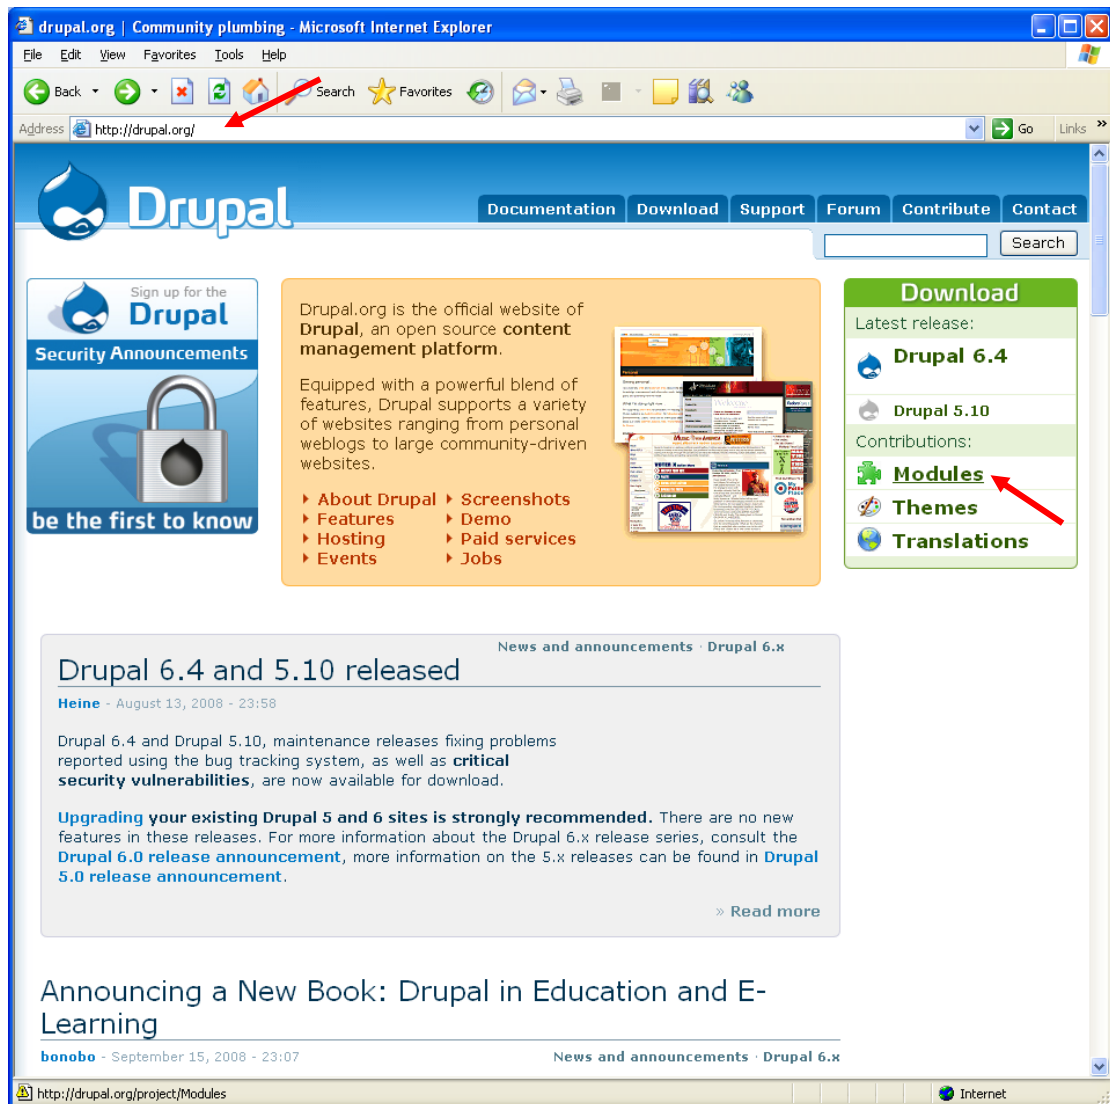 drupal.org | Community plumbing - Microsoft Internet Explorer
File Edit View Favorites Tools Help
Back Search Favorites
Address http://drupal.org/ Go Links »
Drupal
Documentation Download Support Forum Contribute Contact
Search
Sign up for the
Drupal
Security Announcements
be the first to know
Drupal.org is the official website of
Drupal, an open source content
management platform.
Equipped with a powerful blend of
features, Drupal supports a variety
of websites ranging from personal
weblogs to large community-driven
websites.
About Drupal Screenshots
Features Demo
Hosting Paid services
Events Jobs
Download
Latest release:
Drupal 6.4
Drupal 5.10
Contributions:
Modules
Themes
Translations
News and announcements · Drupal 6.x
Drupal 6.4 and 5.10 released
Heine - August 13, 2008 - 23:58
Drupal 6.4 and Drupal 5.10, maintenance releases fixing problems
reported using the bug tracking system, as well as critical
security vulnerabilities, are now available for download.
Upgrading your existing Drupal 5 and 6 sites is strongly recommended. There are no new
features in these releases. For more information about the Drupal 6.x release series, consult the
Drupal 6.0 release announcement, more information on the 5.x releases can be found in Drupal
5.0 release announcement.
» Read more
Announcing a New Book: Drupal in Education and E-
Learning
bonobo - September 15, 2008 - 23:07 News and announcements · Drupal 6.x
http://drupal.org/project/Modules Internet